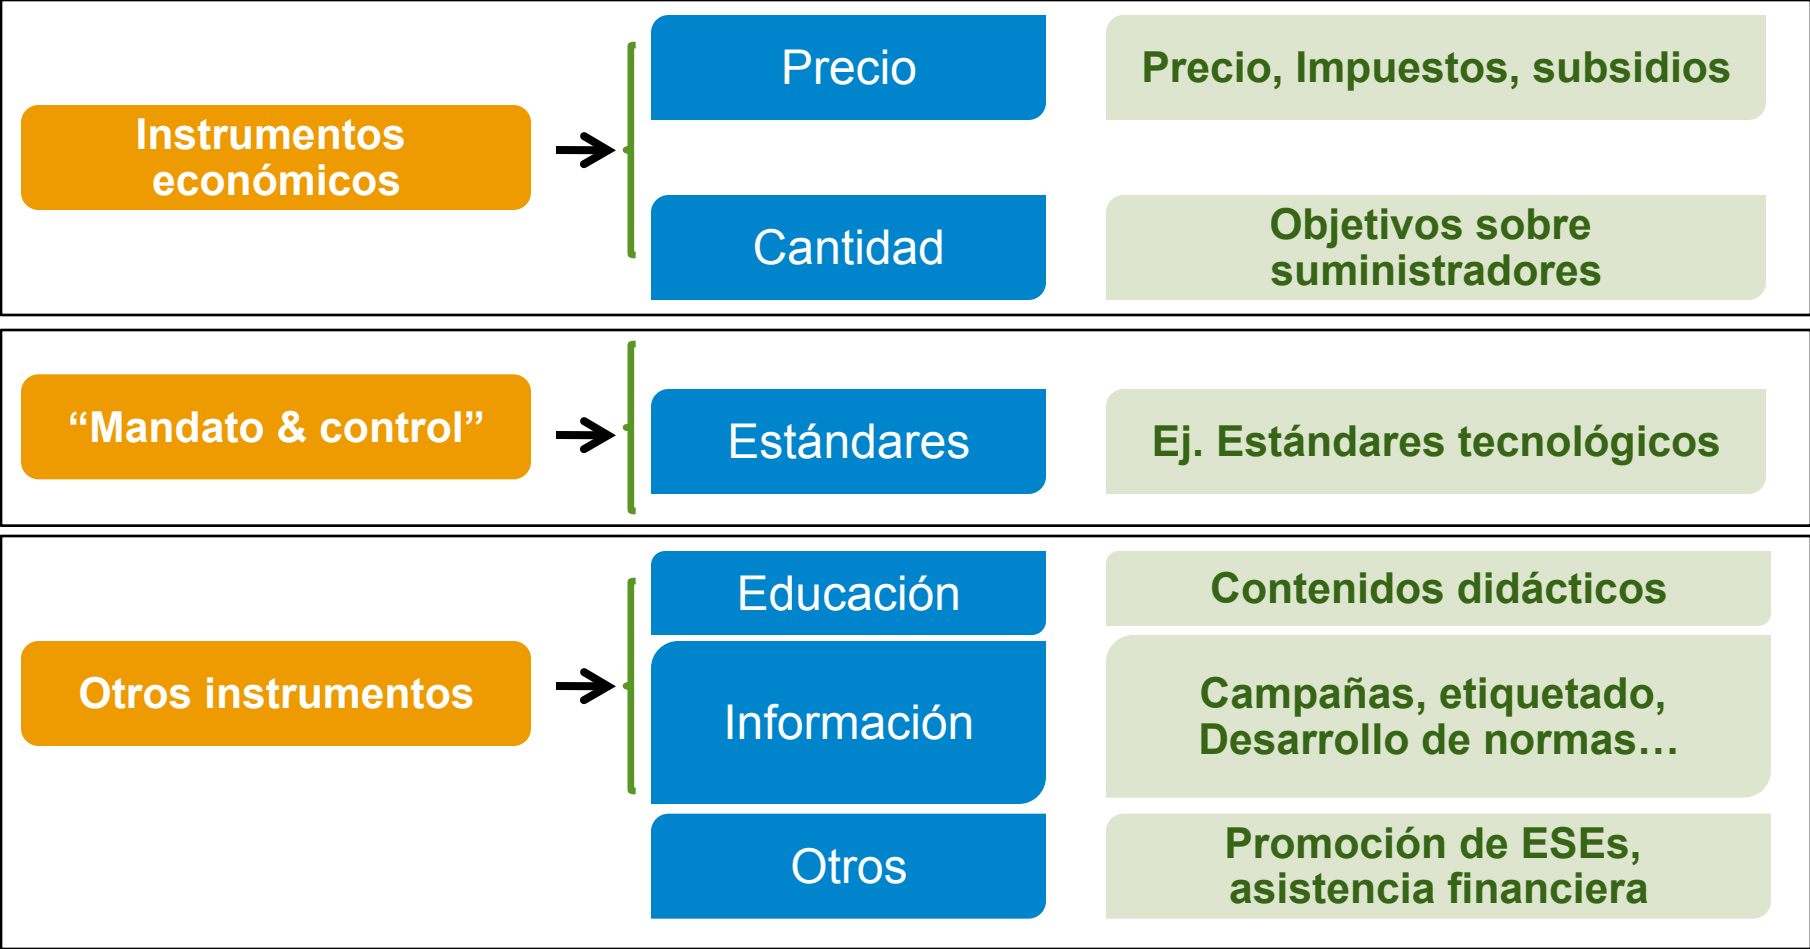 Instrumentos
económicos
Precio
Precio, Impuestos, subsidios
Cantidad
Objetivos sobre
suministradores
“Mandato & control”
Estándares
Ej. Estándares tecnológicos
Otros instrumentos
Educación
Contenidos didácticos
Información
Campañas, etiquetado,
Desarrollo de normas…
Otros
Promoción de ESEs,
asistencia financiera